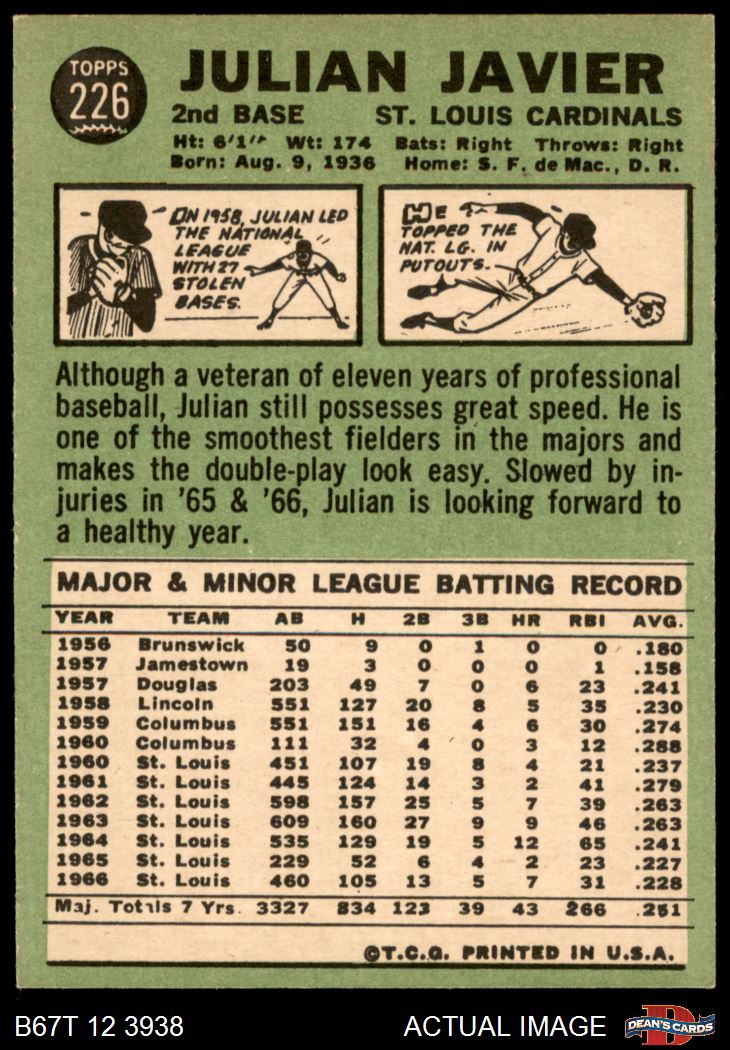 TOPPS
226
JULIAN JAVIER
2nd BASE ST. LOUIS CARDINALS
Ht: 6'1" Wt: 174 Bats: Right Throws: Right
Born: Aug. 9, 1936 Home: S. F. de Mac., D. R.
IN 1958, JULIAN LED
THE NATIONAL
LEAGUE
WITH 27
STOLEN
BASES.
HE
TOPPED THE
NAT. LG. IN
PUTOUTS.
Although a veteran of eleven years of professional
baseball, Julian still possesses great speed. He is
one of the smoothest fielders in the majors and
makes the double-play look easy. Slowed by in-
juries in '65 & '66, Julian is looking forward to
a healthy year.
MAJOR & MINOR LEAGUE BATTING RECORD
YEAR TEAM AB H 2B 3B HR RBI AVG.
1956 Brunswick 50 9 0 1 0 0 .180
1957 Jamestown 19 3 0 0 0 1 .158
1957 Douglas 203 49 7 0 6 23 .241
1958 Lincoln 551 127 20 8 5 35 .230
1959 Columbus 551 151 16 4 6 30 .274
1960 Columbus 111 32 4 0 3 12 .288
1960 St. Louis 451 107 19 8 4 21 .237
1961 St. Louis 445 124 14 3 2 41 .279
1962 St. Louis 598 157 25 5 7 39 .263
1963 St. Louis 609 160 27 9 9 46 .263
1964 St. Louis 535 129 19 5 12 65 .241
1965 St. Louis 229 52 6 4 2 23 .227
1966 St. Louis 460 105 13 5 7 31 .228
Maj. Totals 7 Yrs. 3327 834 123 39 43 266 .251
©T.C.G. PRINTED IN U.S.A.
B67T 12 3938 ACTUAL IMAGE
D
DEAN'S CARDS